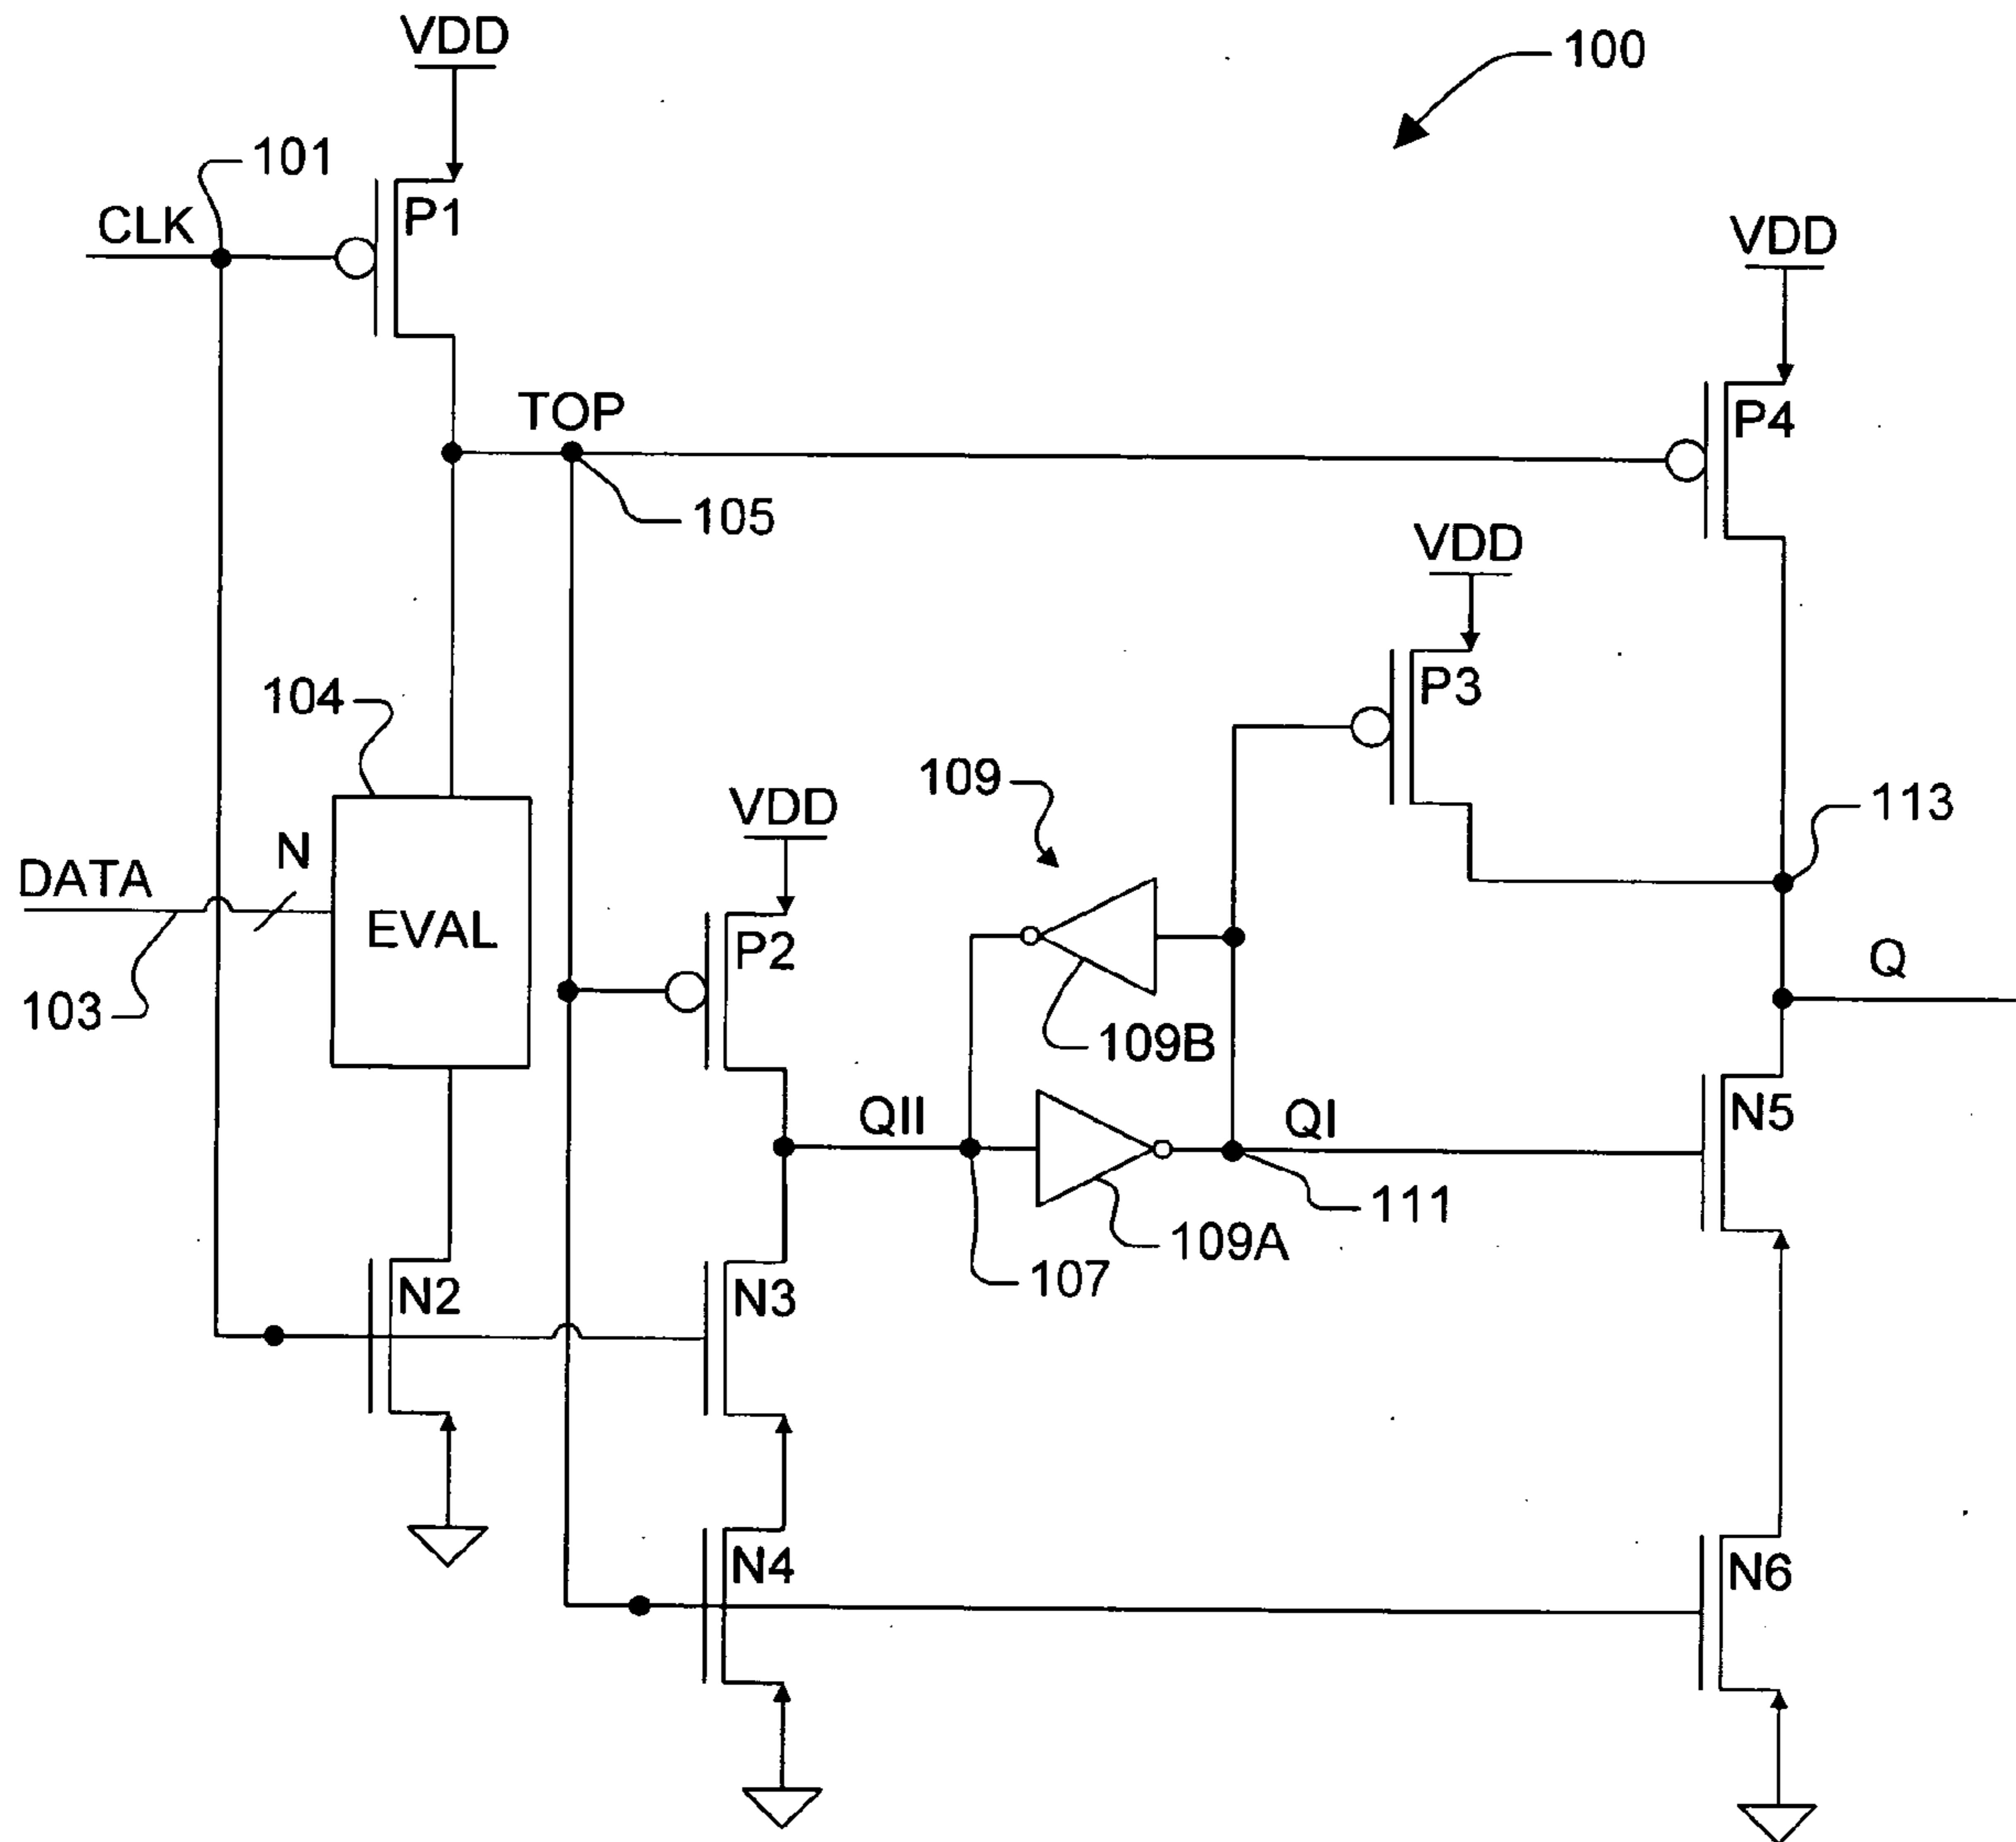 VDD
100
101
CLK
P1
VDD
TOP
P4
105
VDD
104
P3
109
VDD
113
N
DATA
EVAL
P2
Q
103
109B
QII
QI
N5
111
109A
107
N2
N3
N4
N6